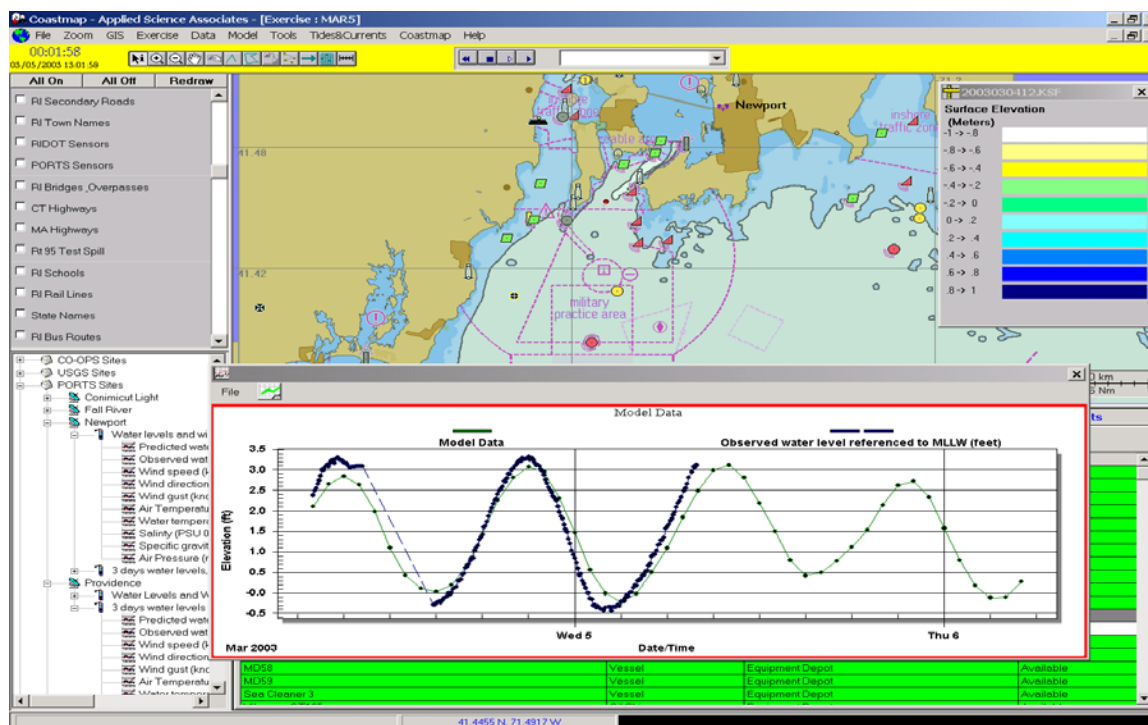 Coastmap - Applied Science Associates - [Exercise : MAR5]
File Zoom GIS Exercise Data Model Tools Tides&Currents Coastmap Help
00:01:58
03/05/2003 13:01:58
All On All Off Redraw
RI Secondary Roads
RI Town Names
RIDOT Sensors
PORTS Sensors
RI Bridges ,Overpasses
CT Highways
MA Highways
Rt 95 Test Spill
RI Schools
RI Rail Lines
State Names
RI Bus Routes
Newport
inshore
traffic zone
41.48
41.42
military
practice area
2003030412.KSF
Surface Elevation
(Meters)
-1 -> -.8
-.8 -> -.6
-.6 -> -.4
-.4 -> -.2
-.2 -> 0
0 -> .2
.2 -> .4
.4 -> .6
.6 -> .8
.8 -> 1
CO-OPS Sites
USGS Sites
PORTS Sites
Conimicut Light
Fall River
Newport
Water levels and wi
Predicted wate
Observed wat
Wind speed (k
Wind direction
Wind gust (kno
Air Temperatu
Water tempera
Salinity (PSU 0
Specific gravit
Air Pressure (m
3 days water levels,
Providence
Water Levels and W
3 days water levels
Predicted wate
Observed wat
Wind speed (k
Wind direction
Wind gust (kno
Air Temperatu
Water tempera
File
Model Data
Model Data Observed water level referenced to MLLW (feet)
Elevation (ft)
3.5
3.0
2.5
2.0
1.5
1.0
0.5
-0.0
-0.5
Wed 5 Thu 6
Mar 2003 Date/Time
MD58 Vessel Equipment Depot Available
MD59 Vessel Equipment Depot Available
Sea Cleaner 3 Vessel Equipment Depot Available
41.4455 N, 71.4917 W